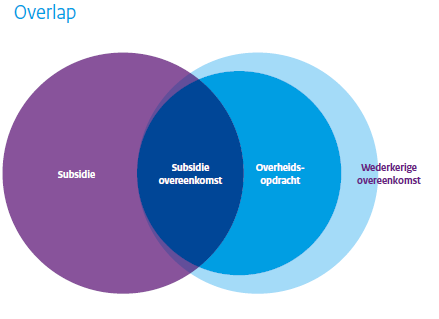 Overlap
Subsidie
Subsidie
overeenkomst
Overheids-
opdracht
Wederkerige
overeenkomst